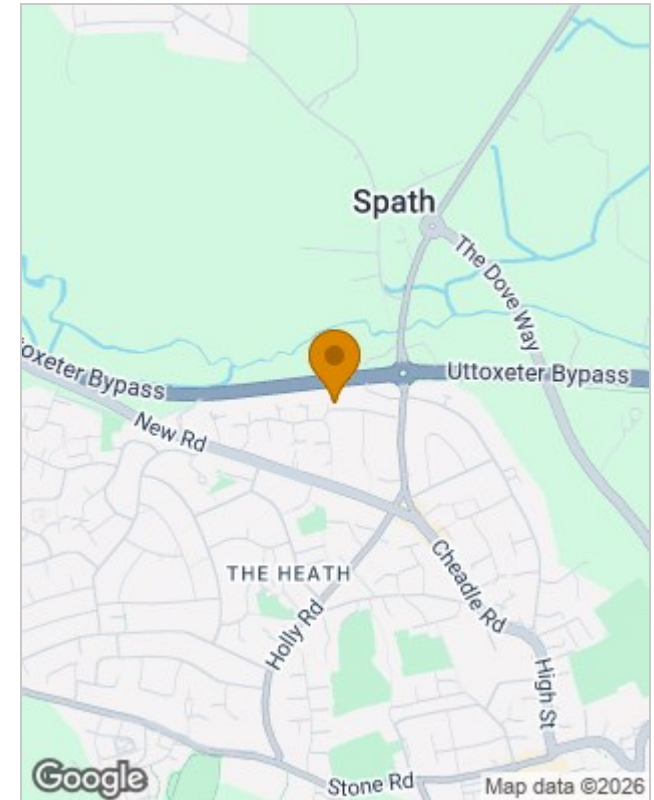 Spath
The Dove Way
oxeter Bypass
Uttoxeter Bypass
New Rd
THE HEATH
Cheadle Rd
Holly Rd
High St
Stone Rd
Google
Map data ©2026